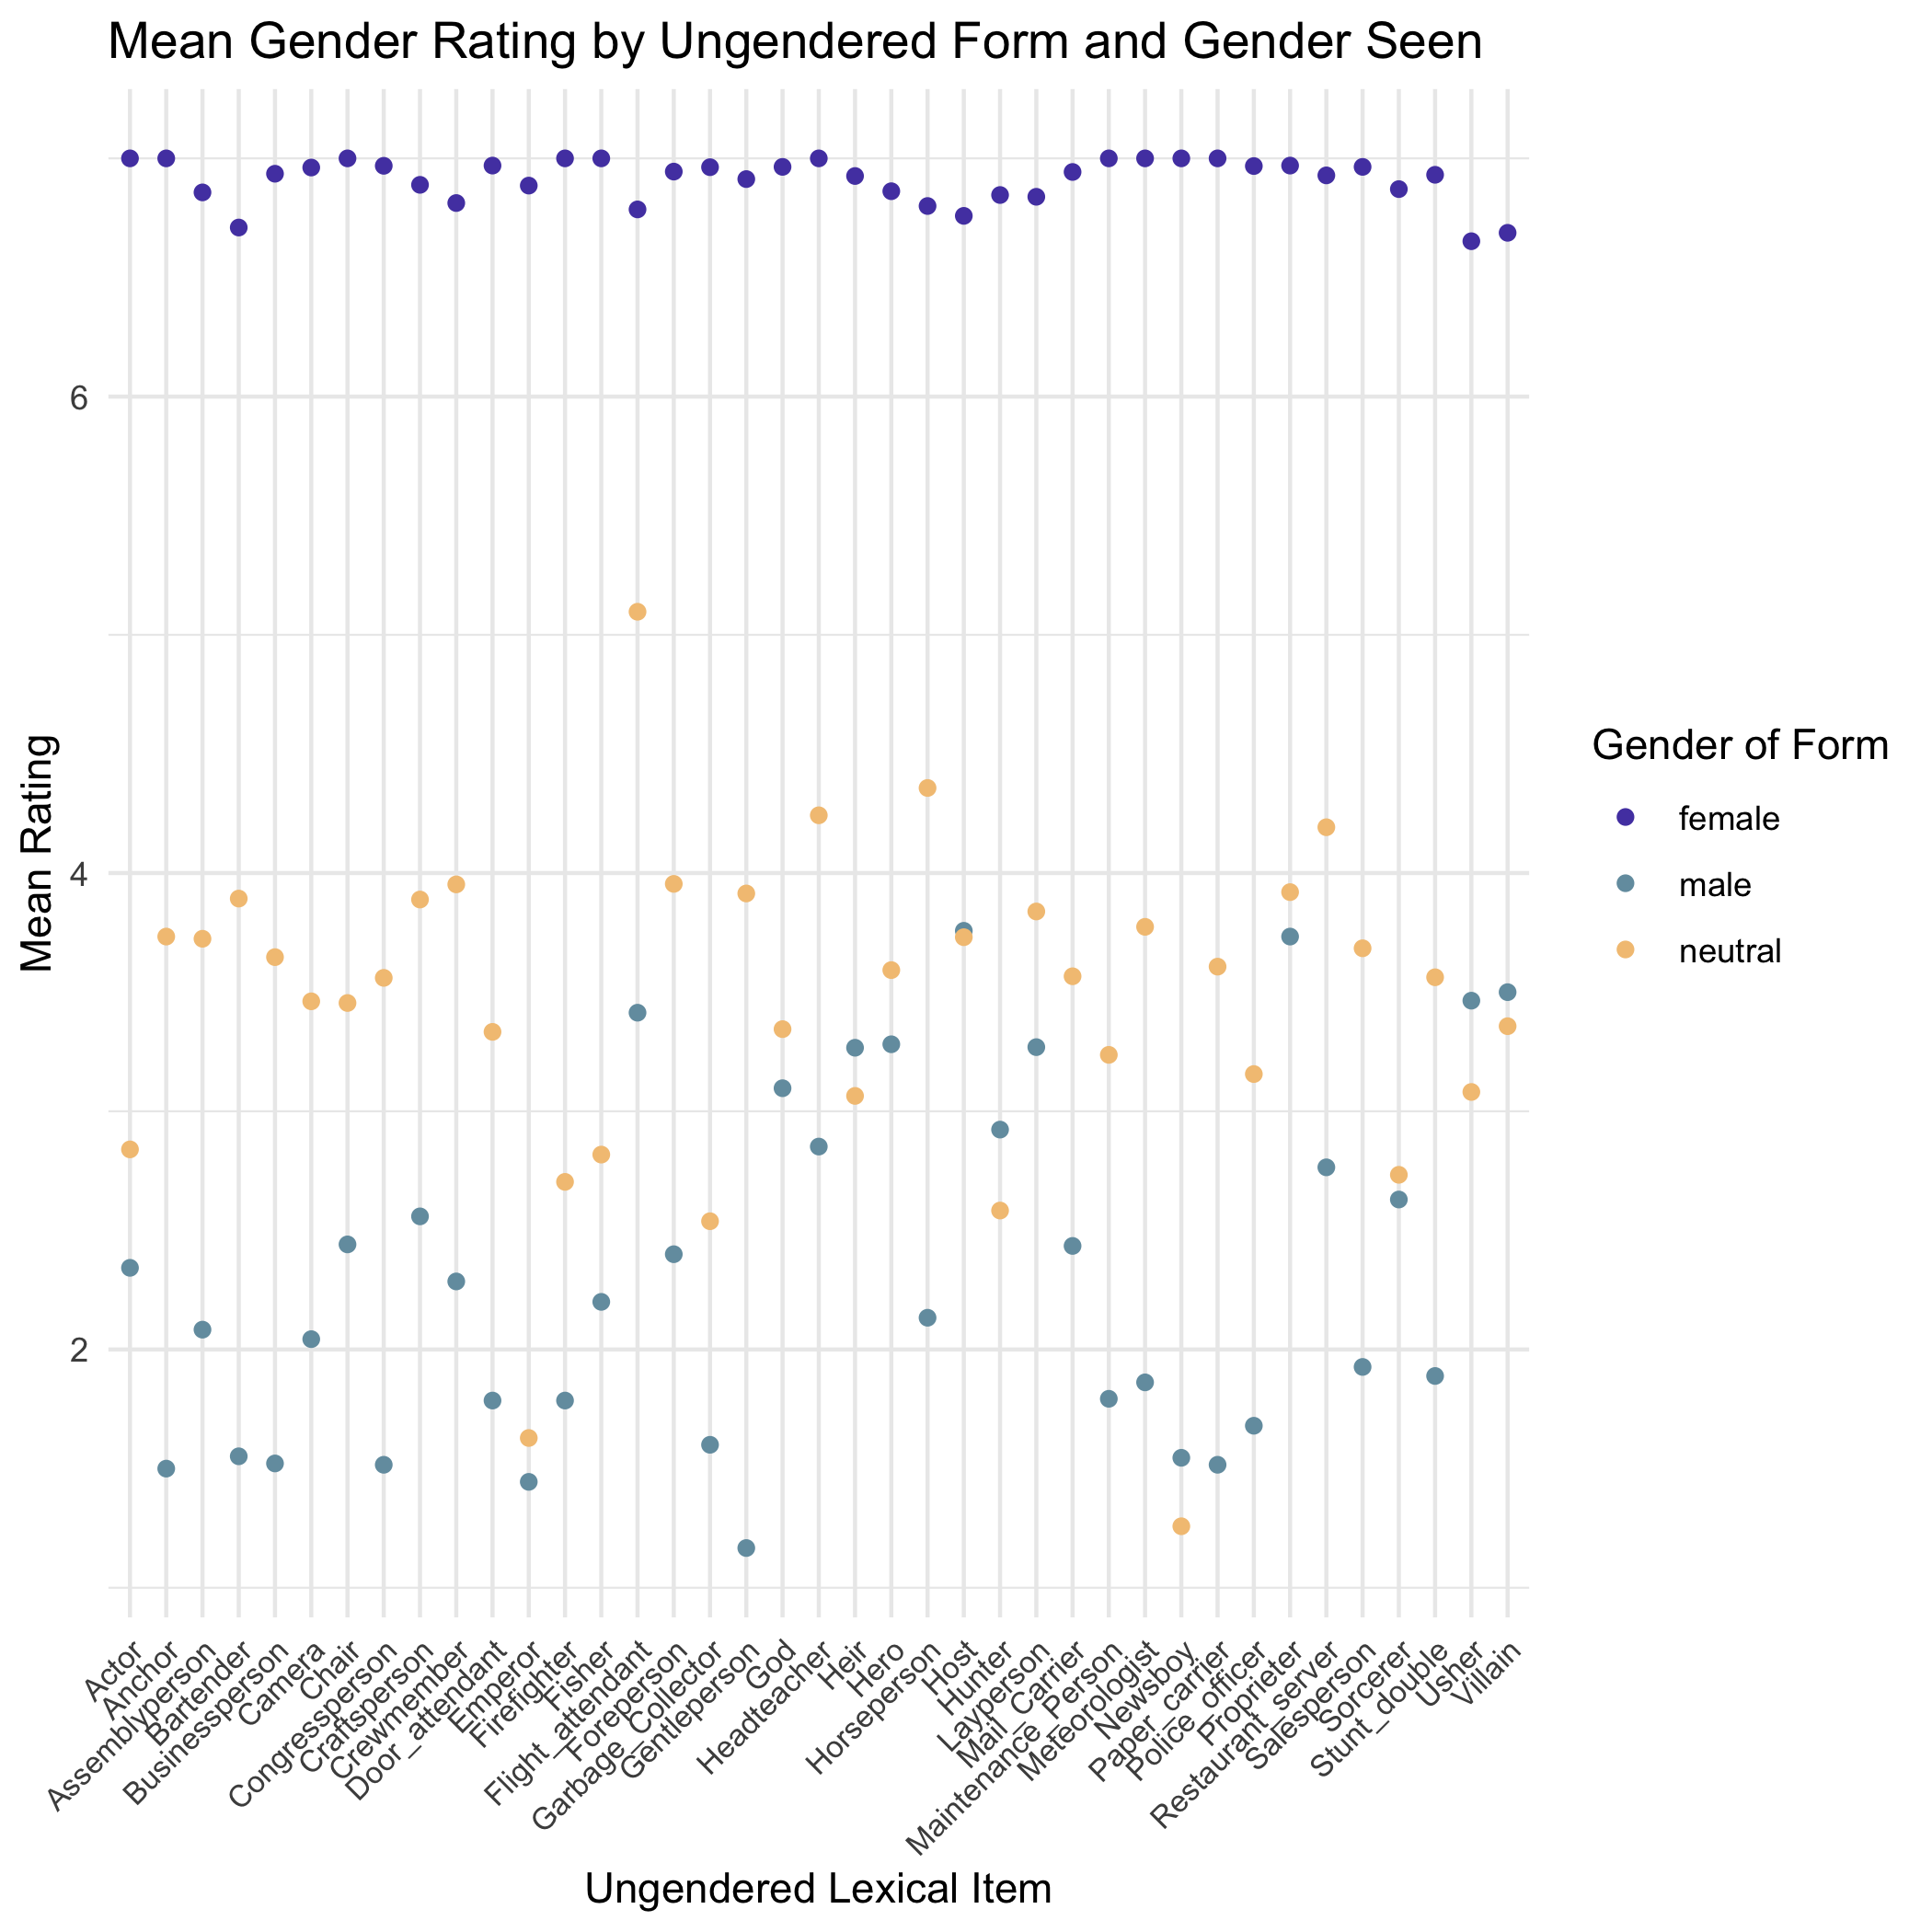 Mean Gender Rating by Ungendered Form and Gender Seen
Mean Rating
6
4
2
Actor
Anchor
Assemblyperson
Bartender
Businessperson
Camera
Chair
Congressperson
Craftsperson
Crewmember
Door_attendant
Emperor
Firefighter
Fisher
Flight_attendant
Foreperson
Garbage_Collector
Gentleperson
God
Headteacher
Heir
Hero
Horseperson
Host
Hunter
Layperson
Mail_Carrier
Maintenance_Person
Meteorologist
Newsboy
Paper_carrier
Police_officer
Proprieter
Restaurant_server
Salesperson
Sorcerer
Stunt_double
Usher
Villain
Ungendered Lexical Item
Gender of Form
female
male
neutral